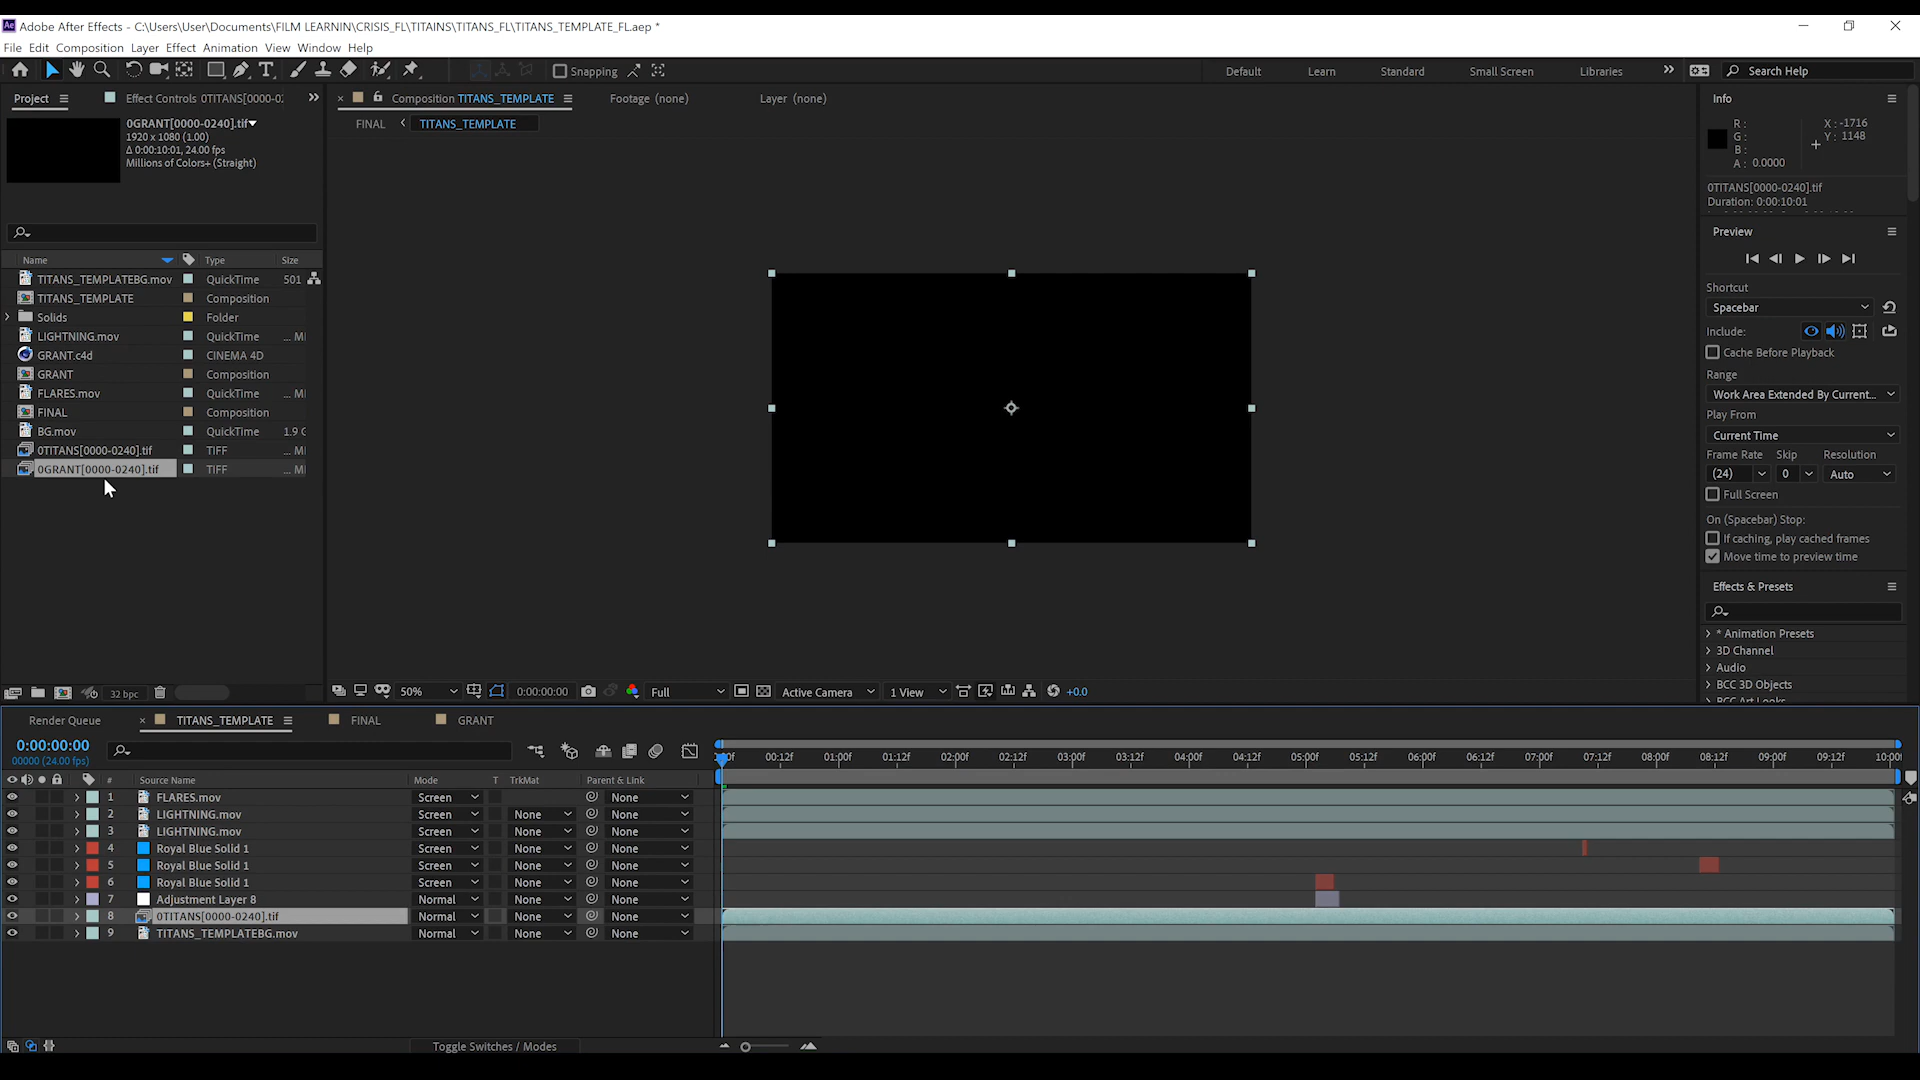 Adobe After Effects - C:\Users\User\Documents\FILM LEARNIN\CRISIS_FL\TITAINS\TITANS_FL\TITANS_TEMPLATE_FL.aep *
File Edit Composition Layer Effect Animation View Window Help
Snapping
Default Learn Standard Small Screen Libraries Search Help
Project Effect Controls 0TITANS[0000-02
Composition TITANS_TEMPLATE Footage (none) Layer (none)
FINAL TITANS_TEMPLATE
0GRANT[0000-0240].tif
1920 x 1080 (1.00)
Δ 0:00:10:01, 24.00 fps
Millions of Colors+ (Straight)
Name Type Size
TITANS_TEMPLATEBG.mov QuickTime 501
TITANS_TEMPLATE Composition
Solids Folder
LIGHTNING.mov QuickTime ... MI
GRANT.c4d CINEMA 4D
GRANT Composition
FLARES.mov QuickTime ... MI
FINAL Composition
BG.mov QuickTime 1.9 G
0TITANS[0000-0240].tif TIFF ... MI
0GRANT[0000-0240].tif TIFF ... MI
32 bpc
50% 0:00:00:00 Full Active Camera 1 View +0.0
Info
R :
G :
B :
A : 0.0000
X : -1716
Y : 1148
0TITANS[0000-0240].tif
Duration: 0:00:10:01
Preview
Shortcut
Spacebar
Include:
Cache Before Playback
Range
Work Area Extended By Current...
Play From
Current Time
Frame Rate Skip Resolution
(24) 0 Auto
Full Screen
On (Spacebar) Stop:
If caching, play cached frames
Move time to preview time
Effects & Presets
* Animation Presets
3D Channel
Audio
BCC 3D Objects
BCC Art Looks
Render Queue TITANS_TEMPLATE FINAL GRANT
0:00:00:00
00000 (24.00 fps)
00f 00:12f 01:00f 01:12f 02:00f 02:12f 03:00f 03:12f 04:00f 04:12f 05:00f 05:12f 06:00f 06:12f 07:00f 07:12f 08:00f 08:12f 09:00f 09:12f 10:00
# Source Name Mode T TrkMat Parent & Link
1 FLARES.mov Screen None
2 LIGHTNING.mov Screen None None
3 LIGHTNING.mov Screen None None
4 Royal Blue Solid 1 Screen None None
5 Royal Blue Solid 1 Screen None None
6 Royal Blue Solid 1 Screen None None
7 Adjustment Layer 8 Normal None None
8 0TITANS[0000-0240].tif Normal None None
9 TITANS_TEMPLATEBG.mov Normal None None
Toggle Switches / Modes